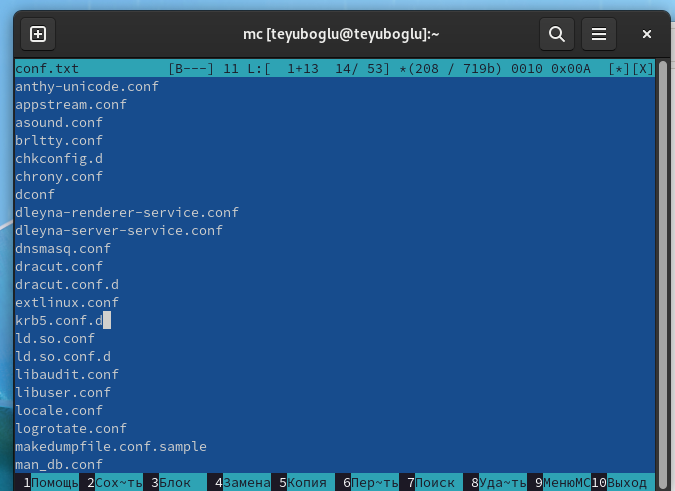 mc [teyuboglu@teyuboglu]:~
conf.txt [B---] 11 L:[ 1+13 14/ 53] *(208 / 719b) 0010 0x00A [*][X]
anthy-unicode.conf
appstream.conf
asound.conf
brltty.conf
chkconfig.d
chrony.conf
dconf
dleyna-renderer-service.conf
dleyna-server-service.conf
dnsmasq.conf
dracut.conf
dracut.conf.d
extlinux.conf
krb5.conf.d
ld.so.conf
ld.so.conf.d
libaudit.conf
libuser.conf
locale.conf
logrotate.conf
makedumpfile.conf.sample
man_db.conf
1Помощь 2Сох~ть 3Блок 4Замена 5Копия 6Пер~ть 7Поиск 8Уда~ть 9МенюMC 10Выход